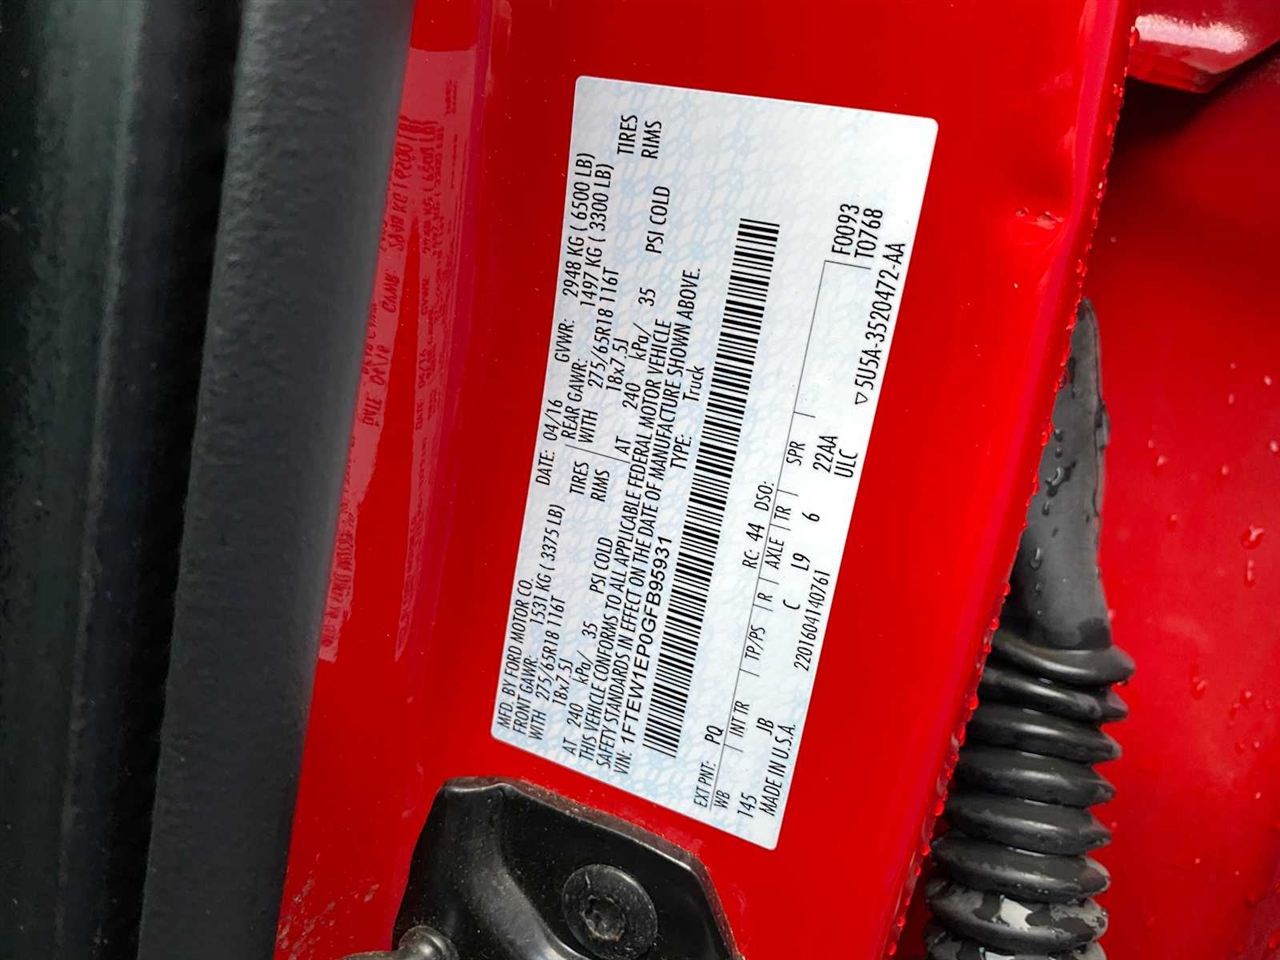 MFD. BY FORD MOTOR CO.
DATE: 04/16 GVWR: 2948 KG ( 6500 LB)
FRONT GAWR: 1531 KG ( 3375 LB) REAR GAWR: 1497 KG ( 3300 LB)
WITH 275/65R18 116T TIRES WITH 275/65R18 116T TIRES
18x7.5J RIMS 18x7.5J RIMS
AT 240 kPa/ 35 PSI COLD AT 240 kPa/ 35 PSI COLD
THIS VEHICLE CONFORMS TO ALL APPLICABLE FEDERAL MOTOR VEHICLE
SAFETY STANDARDS IN EFFECT ON THE DATE OF MANUFACTURE SHOWN ABOVE.
VIN: 1FTEW1EP0GFB95931 TYPE: Truck
F0093
T0768
EXT PNT: PQ RC: 44 DSO:
WB INT TR TP/PS R AXLE TR SPR
145 JB C L9 6 22AA
MADE IN U.S.A. 2201604140761 ULC
▽5U5A-3520472-AA